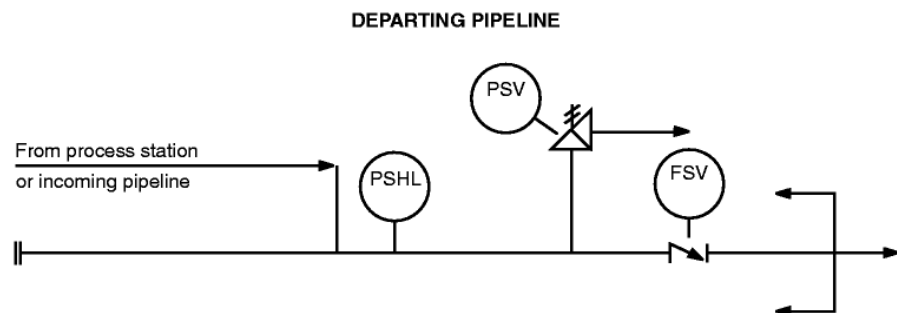 DEPARTING PIPELINE
PSV
From process station
or incoming pipeline
PSHL
FSV